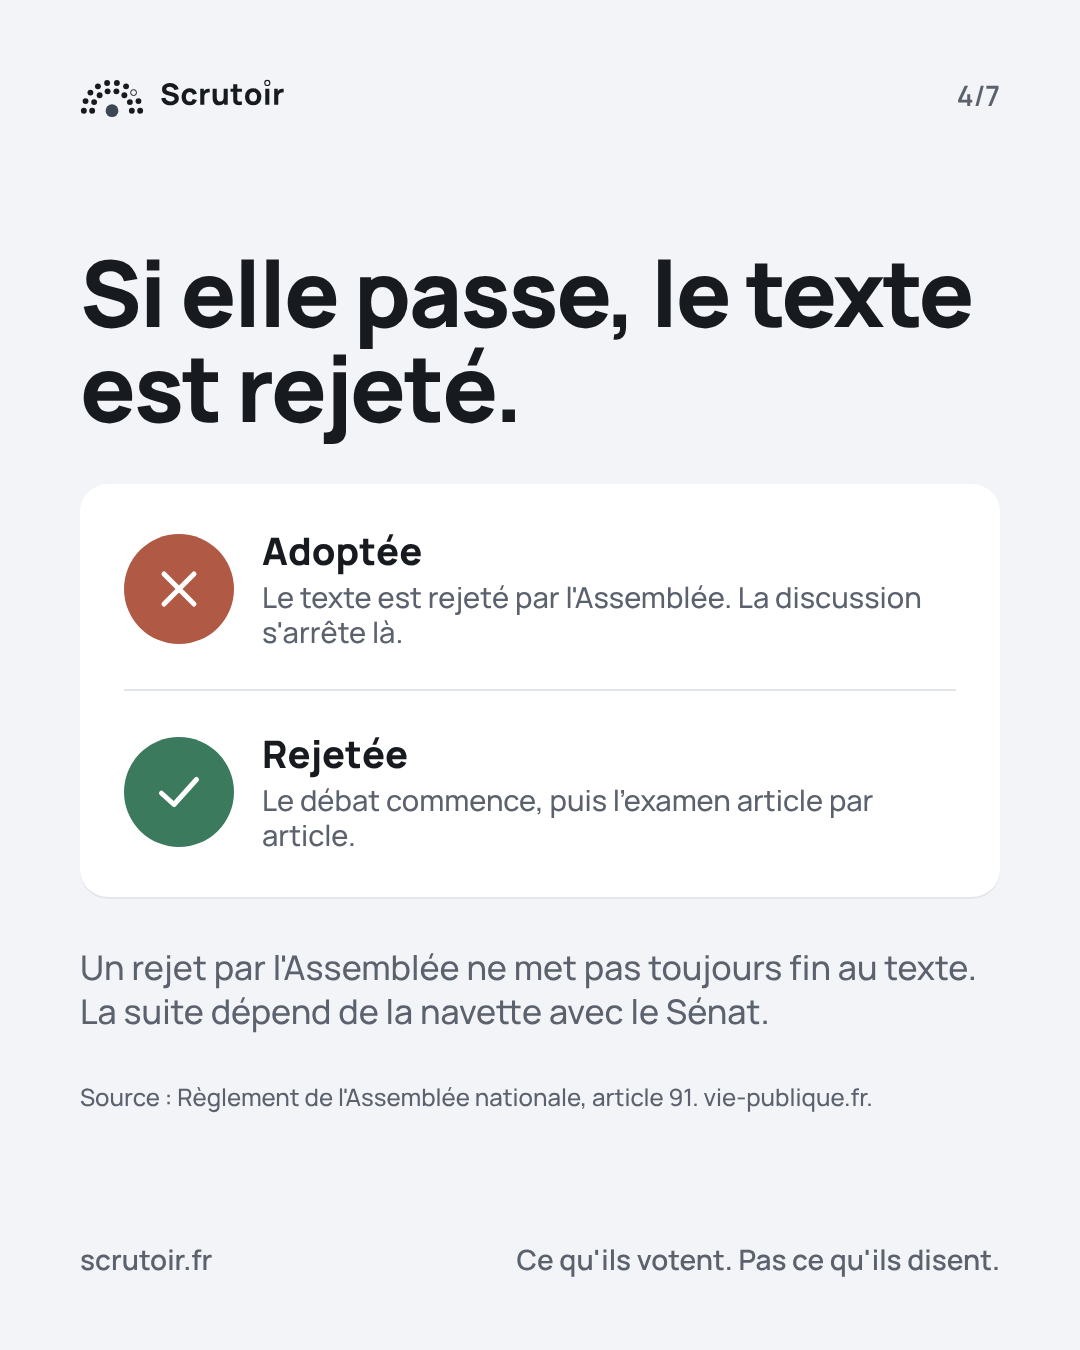 Scrutoir
4/7
Si elle passe, le texte
est rejeté.
Adoptée
Le texte est rejeté par l'Assemblée. La discussion
s'arrête là.
Rejetée
Le débat commence, puis l’examen article par
article.
Un rejet par l'Assemblée ne met pas toujours fin au texte.
La suite dépend de la navette avec le Sénat.
Source : Règlement de l'Assemblée nationale, article 91. vie-publique.fr.
scrutoir.fr
Ce qu'ils votent. Pas ce qu'ils disent.